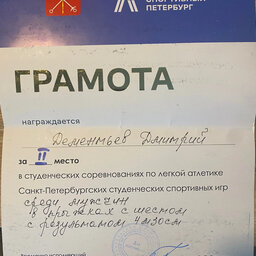 СПОРТИВНЫЙ
ПЕТЕРБУРГ
ГРАМОТА
награждается
Дементьев Дмитрий
за II место
в студенческих соревнованиях по легкой атлетике
Санкт-Петербургских студенческих спортивных игр
среди мужчин
в прыжках с шестом
с результатом 4м30см